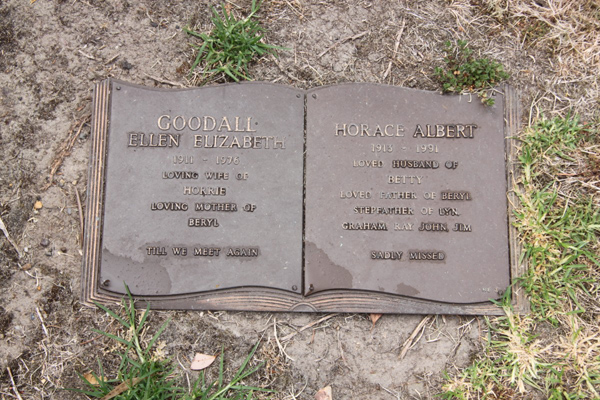 GOODALL
ELLEN ELIZABETH
1911 - 1976
LOVING WIFE OF
HORRIE
LOVING MOTHER OF
BERYL
TILL WE MEET AGAIN
HORACE ALBERT
1913 - 1991
LOVED HUSBAND OF
BETTY
LOVED FATHER OF BERYL
STEPFATHER OF LYN,
GRAHAM RAY JOHN JIM
SADLY MISSED